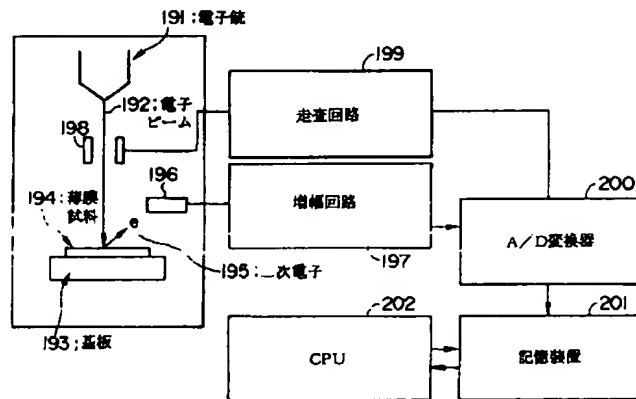 191;電子銃
199
192;電子
ビーム
198
走査回路
196
200
194;薄膜
試料
e
増幅回路
A/D変換器
195;二次電子
197
202
201
193;基板
CPU
記憶装置